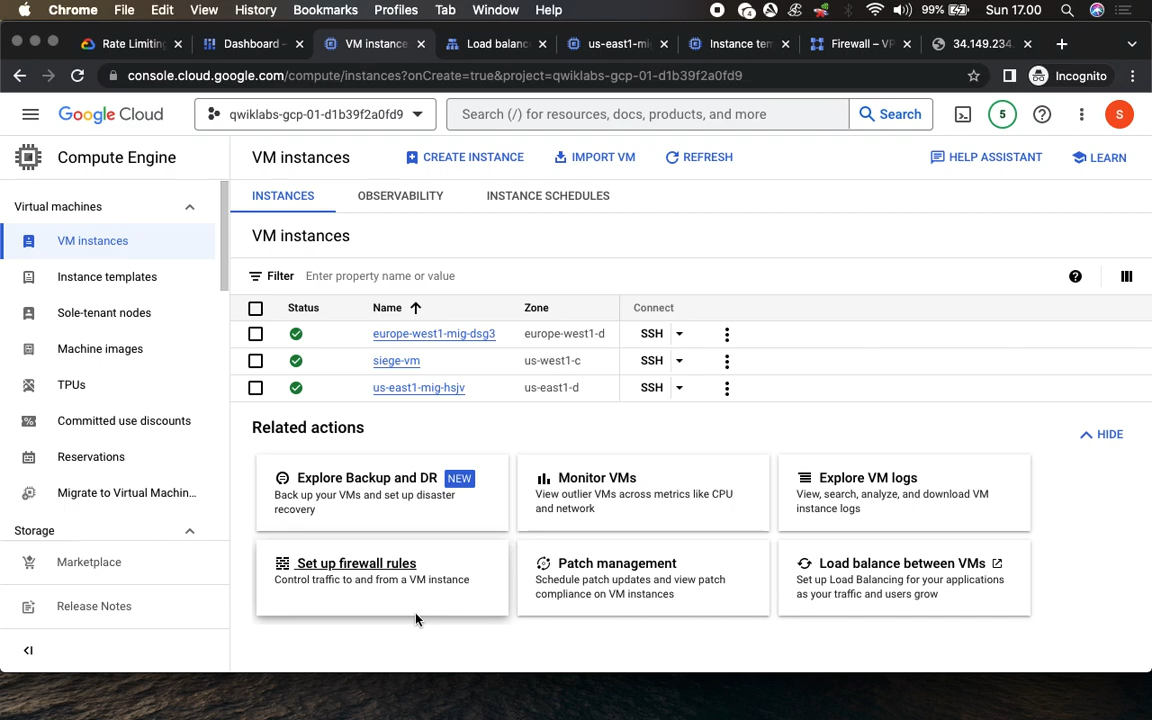 Chrome File Edit View History Bookmarks Profiles Tab Window Help 4 99% Sun 17.00
Rate Limiting Dashboard – VM instance Load balanc us-east1-mi Instance tem Firewall – VP 34.149.234.
console.cloud.google.com/compute/instances?onCreate=true&project=qwiklabs-gcp-01-d1b39f2a0fd9 Incognito
Google Cloud qwiklabs-gcp-01-d1b39f2a0fd9 Search (/) for resources, docs, products, and more Search 5 S
Compute Engine
VM instances CREATE INSTANCE IMPORT VM REFRESH HELP ASSISTANT LEARN
Virtual machines
VM instances
Instance templates
Sole-tenant nodes
Machine images
TPUs
Committed use discounts
Reservations
Migrate to Virtual Machin...
Storage
Marketplace
Release Notes
INSTANCES OBSERVABILITY INSTANCE SCHEDULES
VM instances
Filter Enter property name or value
Status Name Zone Connect
europe-west1-mig-dsg3 europe-west1-d SSH
siege-vm us-west1-c SSH
us-east1-mig-hsjv us-east1-d SSH
Related actions
HIDE
Explore Backup and DR NEW
Back up your VMs and set up disaster
recovery
Monitor VMs
View outlier VMs across metrics like CPU
and network
Explore VM logs
View, search, analyze, and download VM
instance logs
Set up firewall rules
Control traffic to and from a VM instance
Patch management
Schedule patch updates and view patch
compliance on VM instances
Load balance between VMs
Set up Load Balancing for your applications
as your traffic and users grow